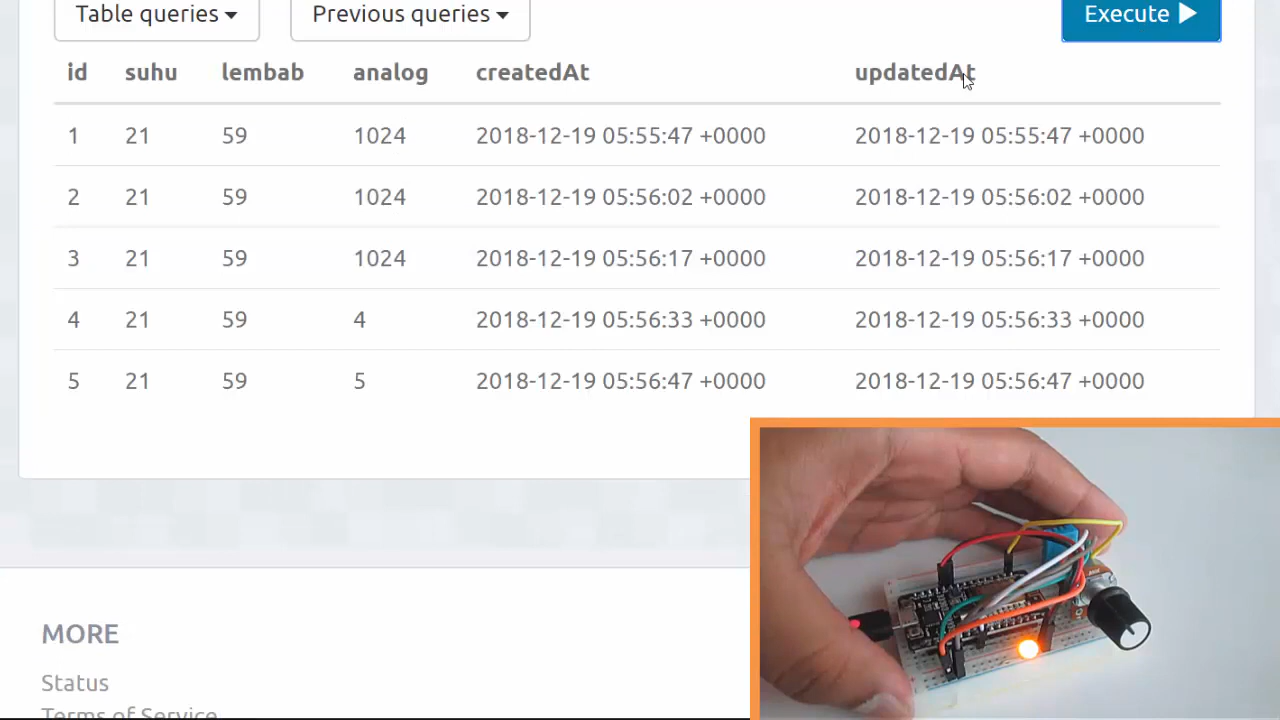 Table queries Previous queries Execute
id suhu lembab analog createdAt updatedAt
1 21 59 1024 2018-12-19 05:55:47 +0000 2018-12-19 05:55:47 +0000
2 21 59 1024 2018-12-19 05:56:02 +0000 2018-12-19 05:56:02 +0000
3 21 59 1024 2018-12-19 05:56:17 +0000 2018-12-19 05:56:17 +0000
4 21 59 4 2018-12-19 05:56:33 +0000 2018-12-19 05:56:33 +0000
5 21 59 5 2018-12-19 05:56:47 +0000 2018-12-19 05:56:47 +0000
MORE
Status
Terms of Service